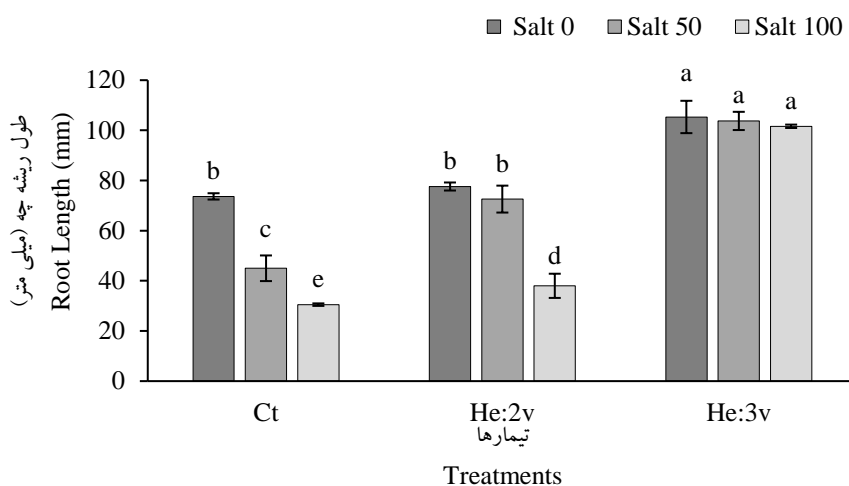 Salt 0 Salt 50 Salt 100
120
100
80
60
40
20
0
طول ریشه چه (میلی متر)
Root Length (mm)
b c e b b d a a a
Ct He:2v He:3v
تیمارها
Treatments